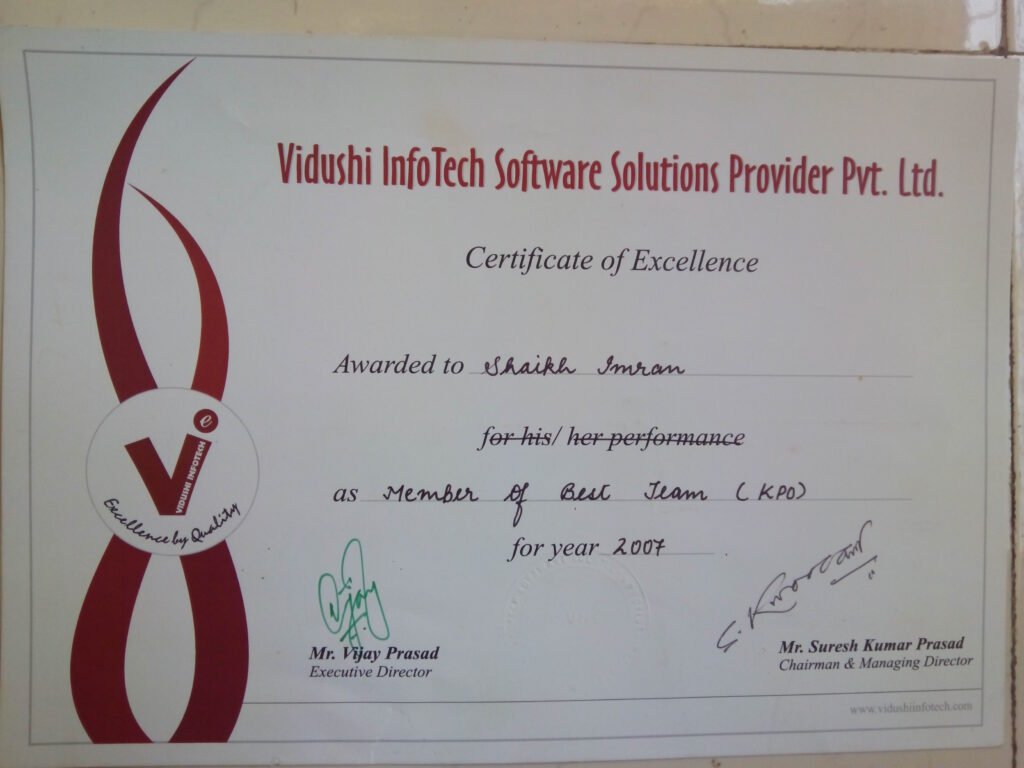 Vidushi InfoTech Software Solutions Provider Pvt. Ltd.
Certificate of Excellence
Awarded to Shaikh Imran
for his/ her performance
as Member Of Best Team (KPO)
for year 2007
e
V
VIDUSHI INFOTECH
Excellence by Quality
Mr. Vijay Prasad
Executive Director
Mr. Suresh Kumar Prasad
Chairman & Managing Director
www.vidushiinfotech.com